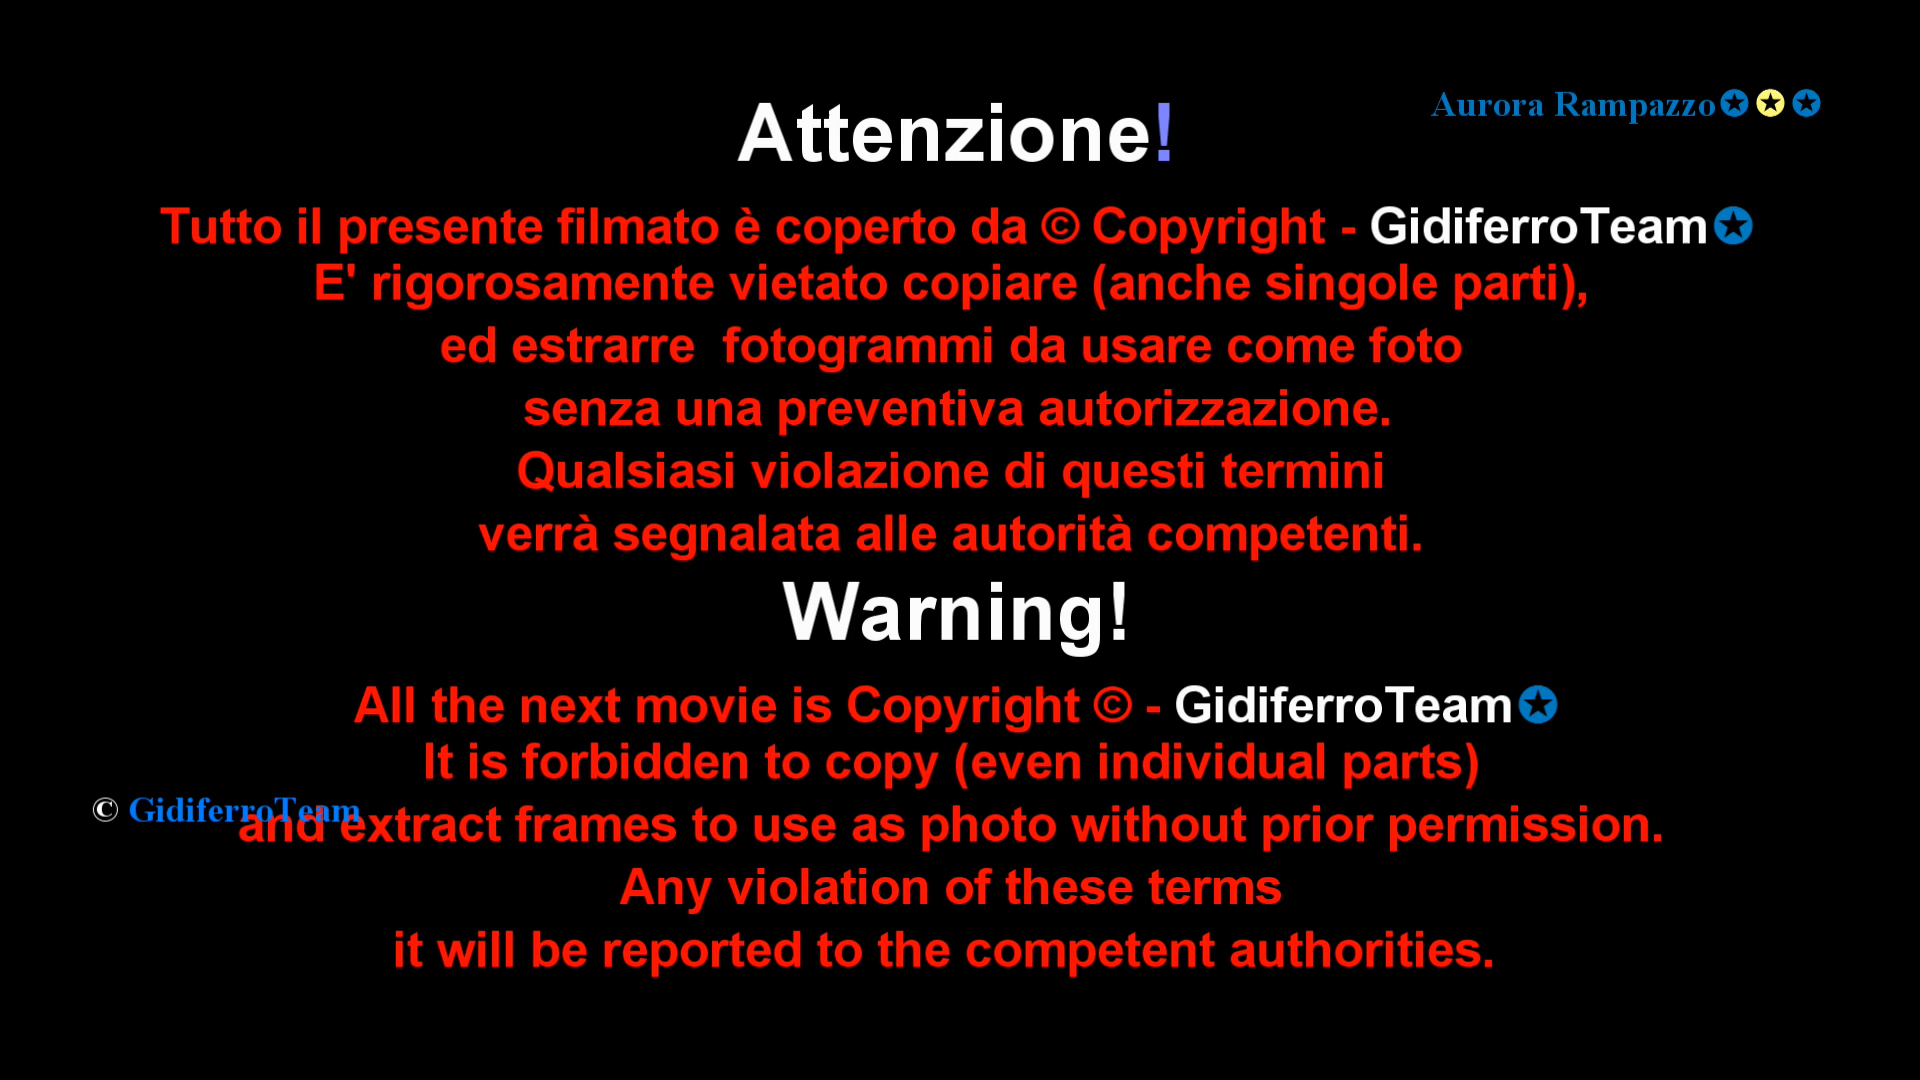 Aurora Rampazzo✪✪✪
Attenzione!
Tutto il presente filmato è coperto da © Copyright - GidiferroTeam✪
E' rigorosamente vietato copiare (anche singole parti),
ed estrarre  fotogrammi da usare come foto
senza una preventiva autorizzazione.
Qualsiasi violazione di questi termini
verrà segnalata alle autorità competenti.
Warning!
All the next movie is Copyright © - GidiferroTeam✪
It is forbidden to copy (even individual parts)
© GidiferroTeam
and extract frames to use as photo without prior permission.
Any violation of these terms
it will be reported to the competent authorities.